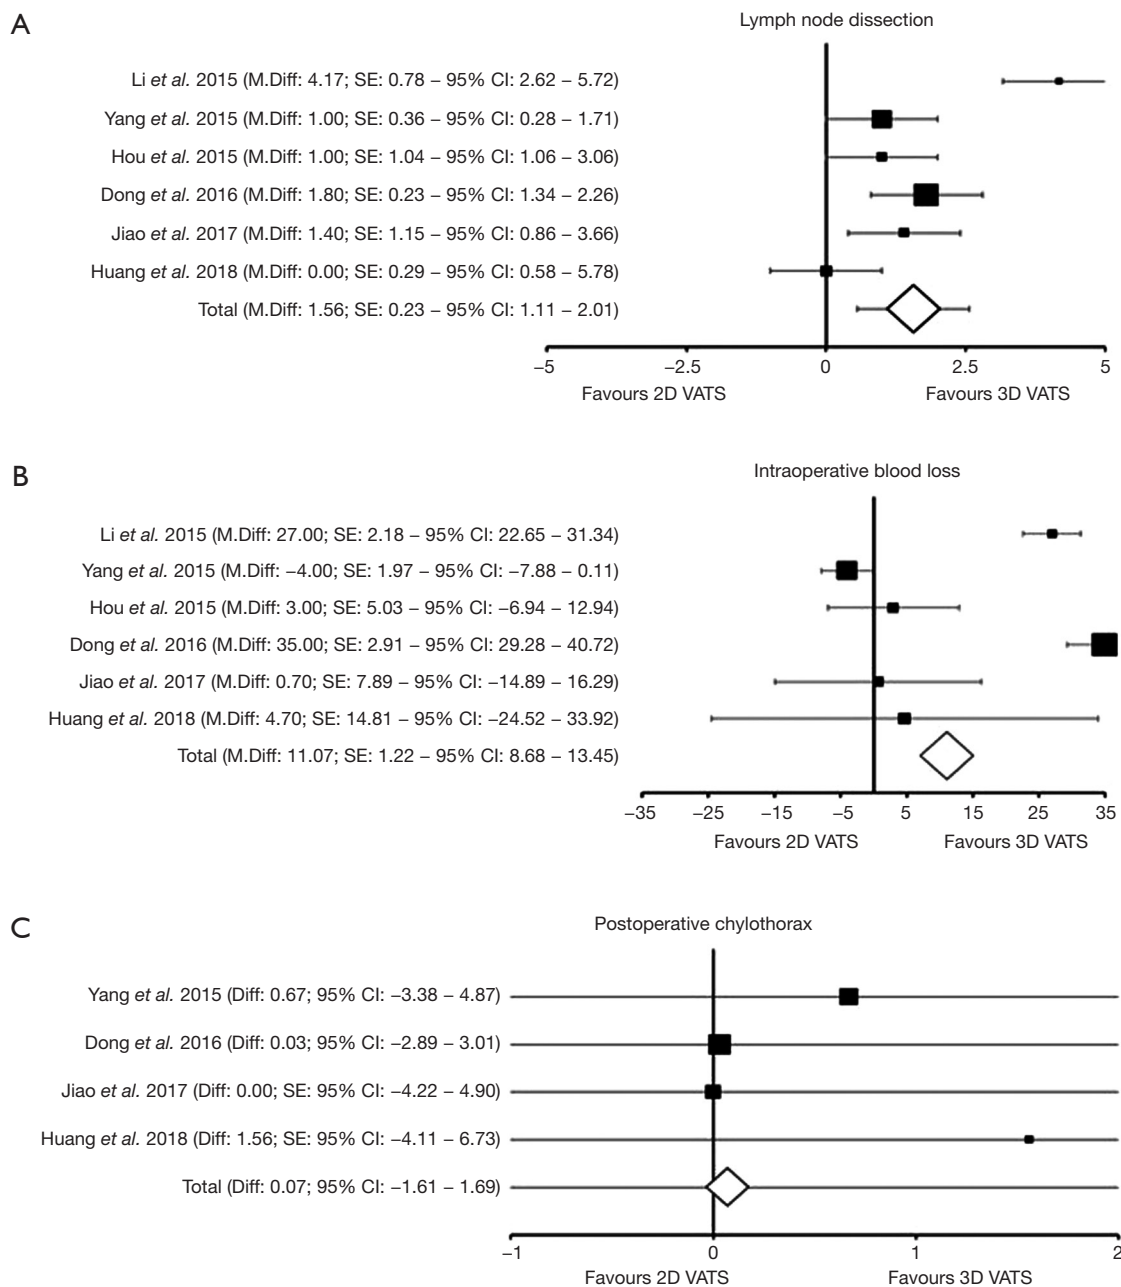 A
Lymph node dissection
Li et al. 2015 (M.Diff: 4.17; SE: 0.78 – 95% CI: 2.62 – 5.72)
Yang et al. 2015 (M.Diff: 1.00; SE: 0.36 – 95% CI: 0.28 – 1.71)
Hou et al. 2015 (M.Diff: 1.00; SE: 1.04 – 95% CI: 1.06 – 3.06)
Dong et al. 2016 (M.Diff: 1.80; SE: 0.23 – 95% CI: 1.34 – 2.26)
Jiao et al. 2017 (M.Diff: 1.40; SE: 1.15 – 95% CI: 0.86 – 3.66)
Huang et al. 2018 (M.Diff: 0.00; SE: 0.29 – 95% CI: 0.58 – 5.78)
Total (M.Diff: 1.56; SE: 0.23 – 95% CI: 1.11 – 2.01)
−5 −2.5 0 2.5 5
Favours 2D VATS Favours 3D VATS
B
Intraoperative blood loss
Li et al. 2015 (M.Diff: 27.00; SE: 2.18 – 95% CI: 22.65 – 31.34)
Yang et al. 2015 (M.Diff: −4.00; SE: 1.97 – 95% CI: −7.88 – 0.11)
Hou et al. 2015 (M.Diff: 3.00; SE: 5.03 – 95% CI: −6.94 – 12.94)
Dong et al. 2016 (M.Diff: 35.00; SE: 2.91 – 95% CI: 29.28 – 40.72)
Jiao et al. 2017 (M.Diff: 0.70; SE: 7.89 – 95% CI: −14.89 – 16.29)
Huang et al. 2018 (M.Diff: 4.70; SE: 14.81 – 95% CI: −24.52 – 33.92)
Total (M.Diff: 11.07; SE: 1.22 – 95% CI: 8.68 – 13.45)
−35 −25 −15 −5 5 15 25 35
Favours 2D VATS Favours 3D VATS
C
Postoperative chylothorax
Yang et al. 2015 (Diff: 0.67; 95% CI: −3.38 – 4.87)
Dong et al. 2016 (Diff: 0.03; 95% CI: −2.89 – 3.01)
Jiao et al. 2017 (Diff: 0.00; SE: 95% CI: −4.22 – 4.90)
Huang et al. 2018 (Diff: 1.56; SE: 95% CI: −4.11 – 6.73)
Total (Diff: 0.07; 95% CI: −1.61 – 1.69)
−1 0 1 2
Favours 2D VATS Favours 3D VATS